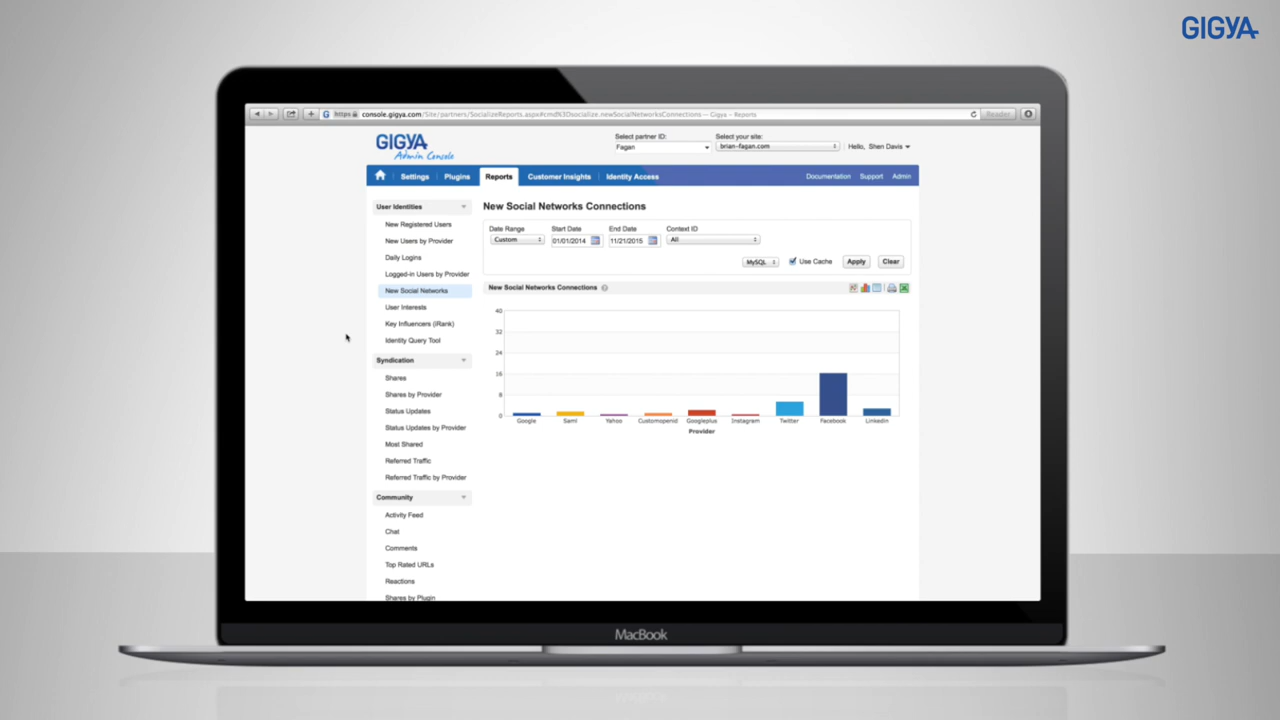 GIGYA
https console.gigya.com/Site/partners/SocializeReports.aspx#cmd%3Dsocialize.newSocialNetworksConnections — Gigya – Reports
Reader
GIGYA
Admin Console
Select partner ID:
Select your site:
Fagan
brian-fagan.com
Hello, Shen Davis
Settings
Plugins
Reports
Customer Insights
Identity Access
Documentation
Support
Admin
User Identities
New Registered Users
New Users by Provider
Daily Logins
Logged-in Users by Provider
New Social Networks
User Interests
Key Influencers (iRank)
Identity Query Tool
Syndication
Shares
Shares by Provider
Status Updates
Status Updates by Provider
Most Shared
Referred Traffic
Referred Traffic by Provider
Community
Activity Feed
Chat
Comments
Top Rated URLs
Reactions
Shares by Plugin
New Social Networks Connections
Date Range
Start Date
End Date
Context ID
Custom
01/01/2014
11/21/2015
All
MySQL
Use Cache
Apply
Clear
New Social Networks Connections
40
32
24
16
8
0
Google
Saml
Yahoo
Customopenid
Googleplus
Instagram
Twitter
Facebook
Linkedin
Provider
MacBook